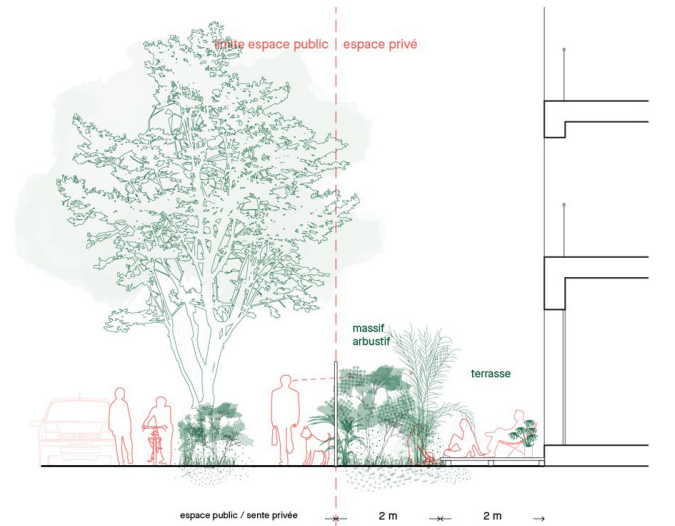 limite espace public | espace privé
massif
arbustif
terrasse
espace public / sente privée
2 m
2 m